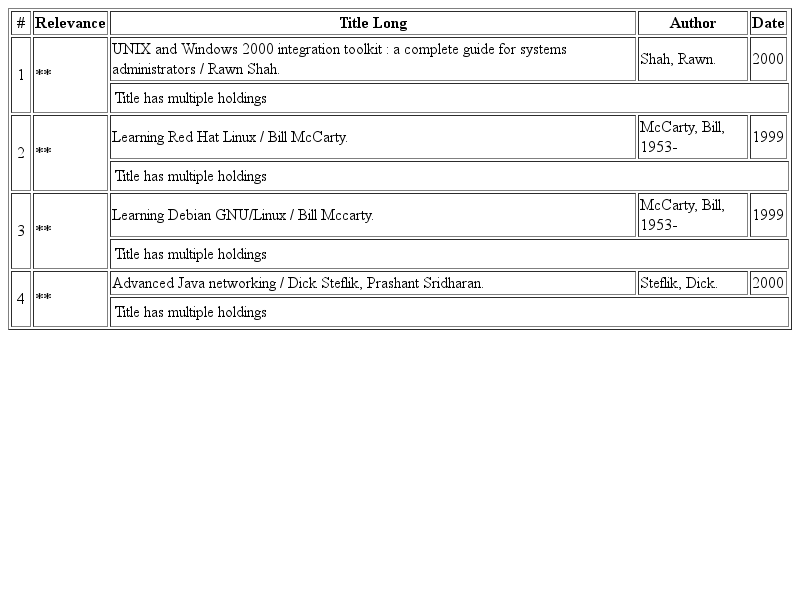 # Relevance Title Long Author Date
1 ** UNIX and Windows 2000 integration toolkit : a complete guide for systems administrators / Rawn Shah. Shah, Rawn. 2000
Title has multiple holdings
2 ** Learning Red Hat Linux / Bill McCarty. McCarty, Bill, 1953- 1999
Title has multiple holdings
3 ** Learning Debian GNU/Linux / Bill Mccarty. McCarty, Bill, 1953- 1999
Title has multiple holdings
4 ** Advanced Java networking / Dick Steflik, Prashant Sridharan. Steflik, Dick. 2000
Title has multiple holdings